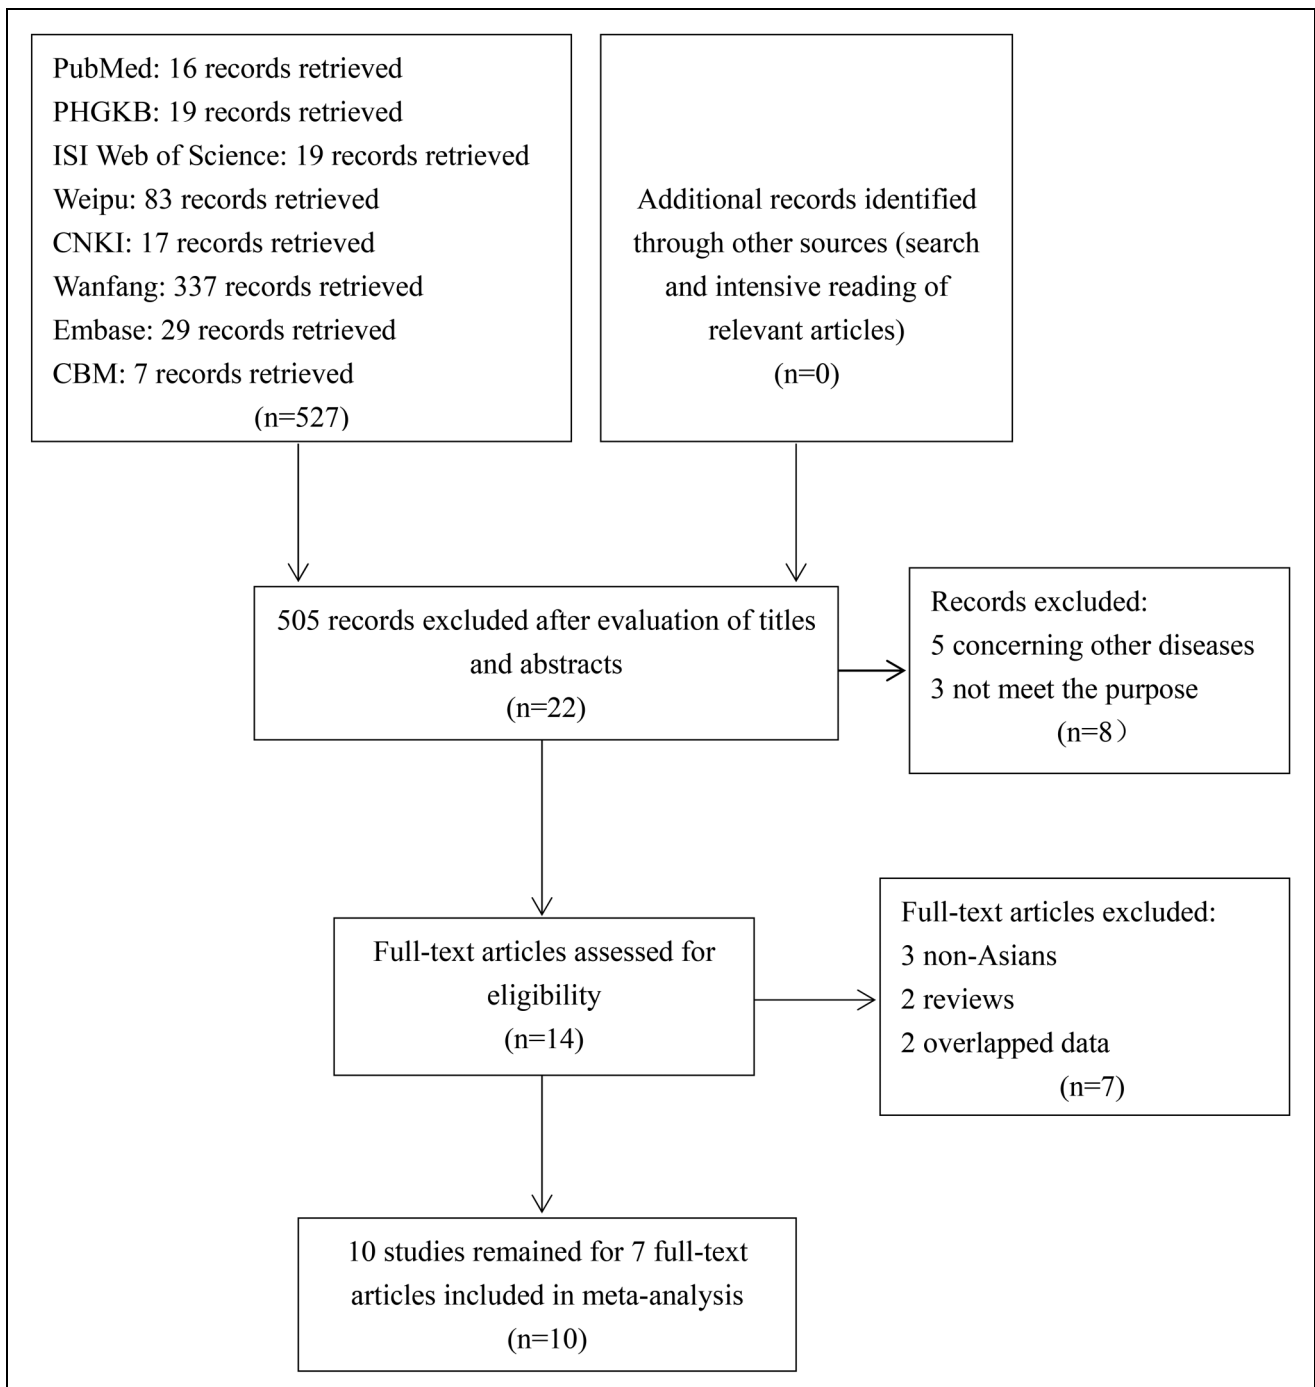 PubMed: 16 records retrieved
PHGKB: 19 records retrieved
ISI Web of Science: 19 records retrieved
Weipu: 83 records retrieved
CNKI: 17 records retrieved
Wanfang: 337 records retrieved
Embase: 29 records retrieved
CBM: 7 records retrieved
(n=527)
Additional records identified
through other sources (search
and intensive reading of
relevant articles)
(n=0)
505 records excluded after evaluation of titles
and abstracts
(n=22)
Records excluded:
5 concerning other diseases
3 not meet the purpose
(n=8）
Full-text articles assessed for
eligibility
(n=14)
Full-text articles excluded:
3 non-Asians
2 reviews
2 overlapped data
(n=7)
10 studies remained for 7 full-text
articles included in meta-analysis
(n=10)